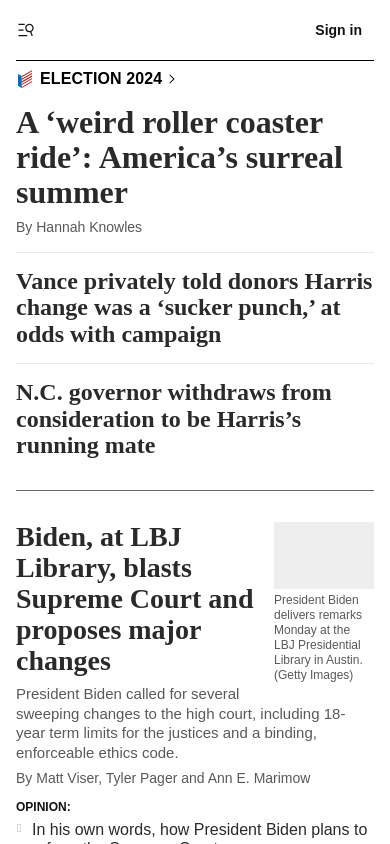 Sign in
ELECTION 2024
A ‘weird roller coaster
ride’: America’s surreal
summer
By Hannah Knowles
Vance privately told donors Harris
change was a ‘sucker punch,’ at
odds with campaign
N.C. governor withdraws from
consideration to be Harris’s
running mate
Biden, at LBJ
Library, blasts
Supreme Court and
proposes major
changes
President Biden
delivers remarks
Monday at the
LBJ Presidential
Library in Austin.
(Getty Images)
President Biden called for several
sweeping changes to the high court, including 18-
year term limits for the justices and a binding,
enforceable ethics code.
By Matt Viser, Tyler Pager and Ann E. Marimow
OPINION:
In his own words, how President Biden plans to